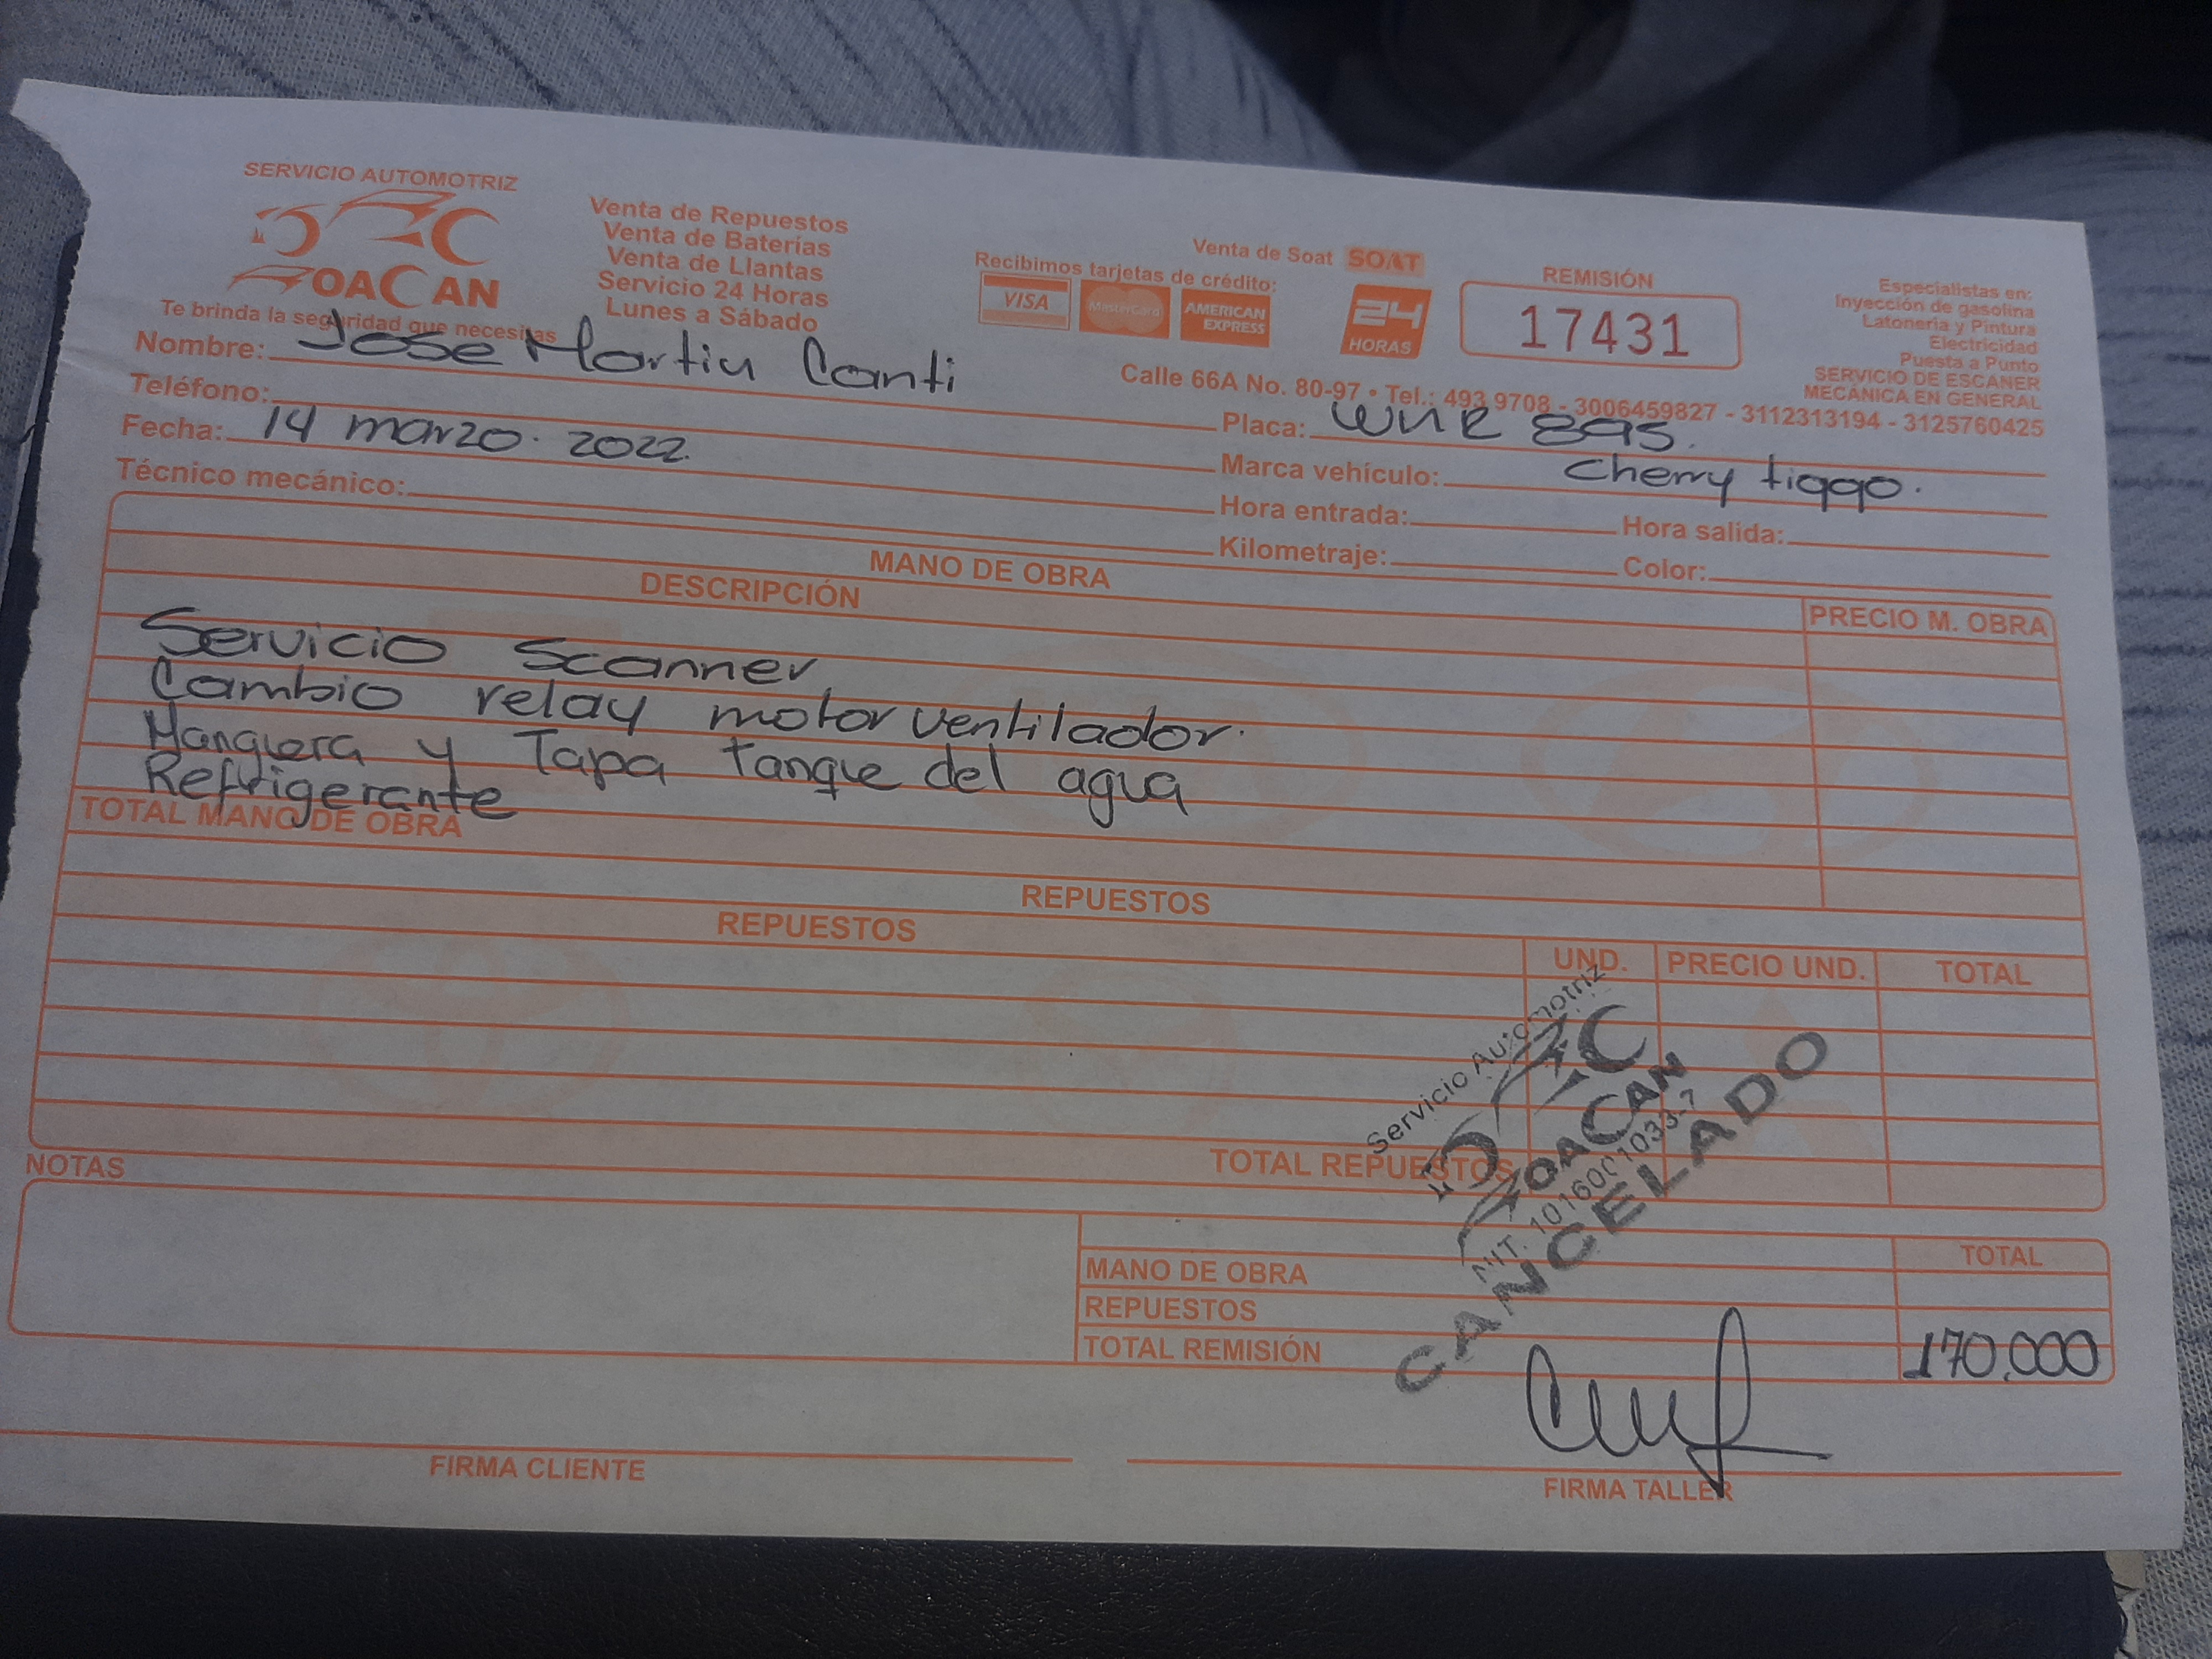 SERVICIO AUTOMOTRIZ
ROACAN
Te brinda la seguridad que necesitas
Venta de Repuestos
Venta de Baterías
Venta de Llantas
Servicio 24 Horas
Lunes a Sábado
Venta de Soat SOAT
Recibimos tarjetas de crédito:
VISA MasterCard AMERICAN EXPRESS
24 HORAS
REMISIÓN
17431
Especialistas en:
Inyección de gasolina
Latonería y Pintura
Electricidad
Puesta a Punto
SERVICIO DE ESCANER
MECÁNICA EN GENERAL
Calle 66A No. 80-97 • Tel.: 493 9708 - 3006459827 - 3112313194 - 3125760425
Nombre: Jose Martin Canti
Teléfono:
Fecha: 14 marzo. 2022.
Técnico mecánico:
Placa: WNR 895.
Marca vehículo: Cherry tiggo.
Hora entrada: Hora salida:
Kilometraje: Color:
MANO DE OBRA
DESCRIPCIÓN PRECIO M. OBRA
Servicio Scanner
Cambio relay motor ventilador.
Manguera y Tapa tanque del agua
Refrigerante
TOTAL MANO DE OBRA
REPUESTOS
REPUESTOS UND. PRECIO UND. TOTAL
TOTAL REPUESTOS
Servicio Automotriz
ROACAN
NIT. 1016001033-7
CANCELADO
NOTAS
TOTAL
MANO DE OBRA
REPUESTOS
TOTAL REMISIÓN 170.000
FIRMA CLIENTE
FIRMA TALLER